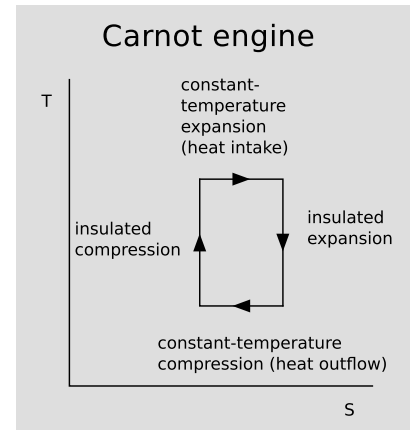 Carnot engine
T
constant-
temperature
expansion
(heat intake)
insulated
compression
insulated
expansion
constant-temperature
compression (heat outflow)
S